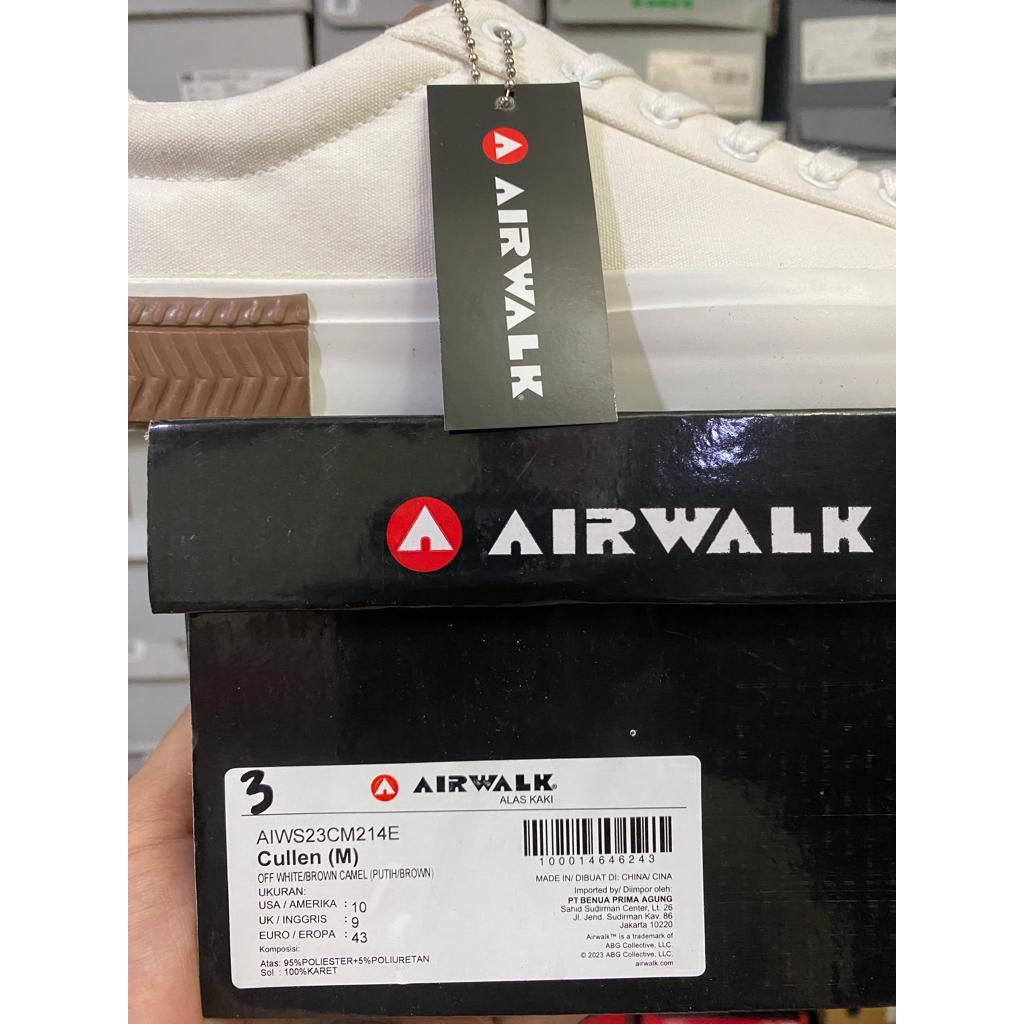 AIRWALK®
AIRWALK
3
AIRWALK®
ALAS KAKI
AIWS23CM214E
Cullen (M)
OFF WHITE/BROWN CAMEL (PUTIH/BROWN)
UKURAN:
USA / AMERIKA : 10
UK / INGGRIS : 9
EURO / EROPA : 43
Komposisi:
Atas: 95%POLIESTER+5%POLIURETAN
Sol : 100%KARET
100014646243
MADE IN/ DIBUAT DI: CHINA/ CINA
Imported by/ Diimpor oleh:
PT BENUA PRIMA AGUNG
Sahid Sudirman Center, Lt. 26
Jl. Jend. Sudirman Kav. 86
Jakarta 10220
Airwalk™ is a trademark of
ABG Collective, LLC.
© 2023 ABG Collective, LLC.
airwalk.com